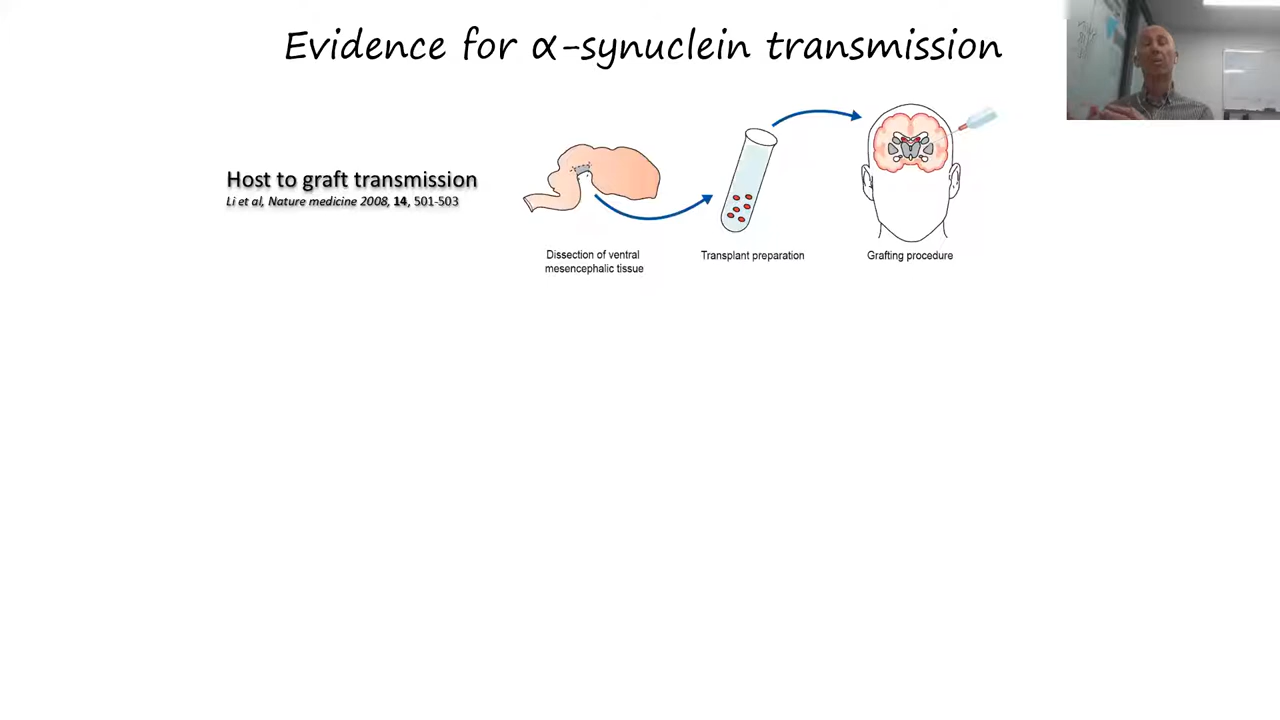 Evidence for α-synuclein transmission
Host to graft transmission
Li et al, Nature medicine 2008, 14, 501-503
Dissection of ventral
mesencephalic tissue
Transplant preparation
Grafting procedure